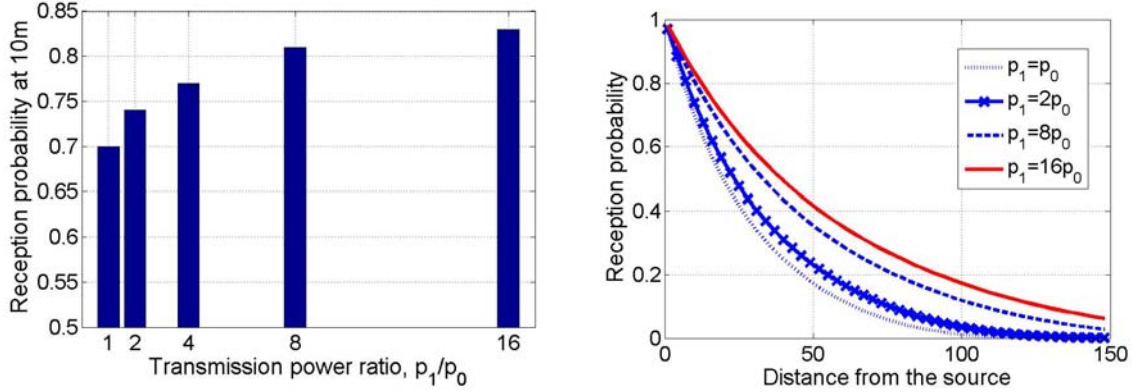 0.85
0.8
0.75
0.7
0.65
0.6
0.55
0.5
Reception probability at 10m
1 2 4 8 16
Transmission power ratio, p₁/p₀
1
0.8
0.6
0.4
0.2
0
Reception probability
p₁=p₀
p₁=2p₀
p₁=8p₀
p₁=16p₀
0 50 100 150
Distance from the source